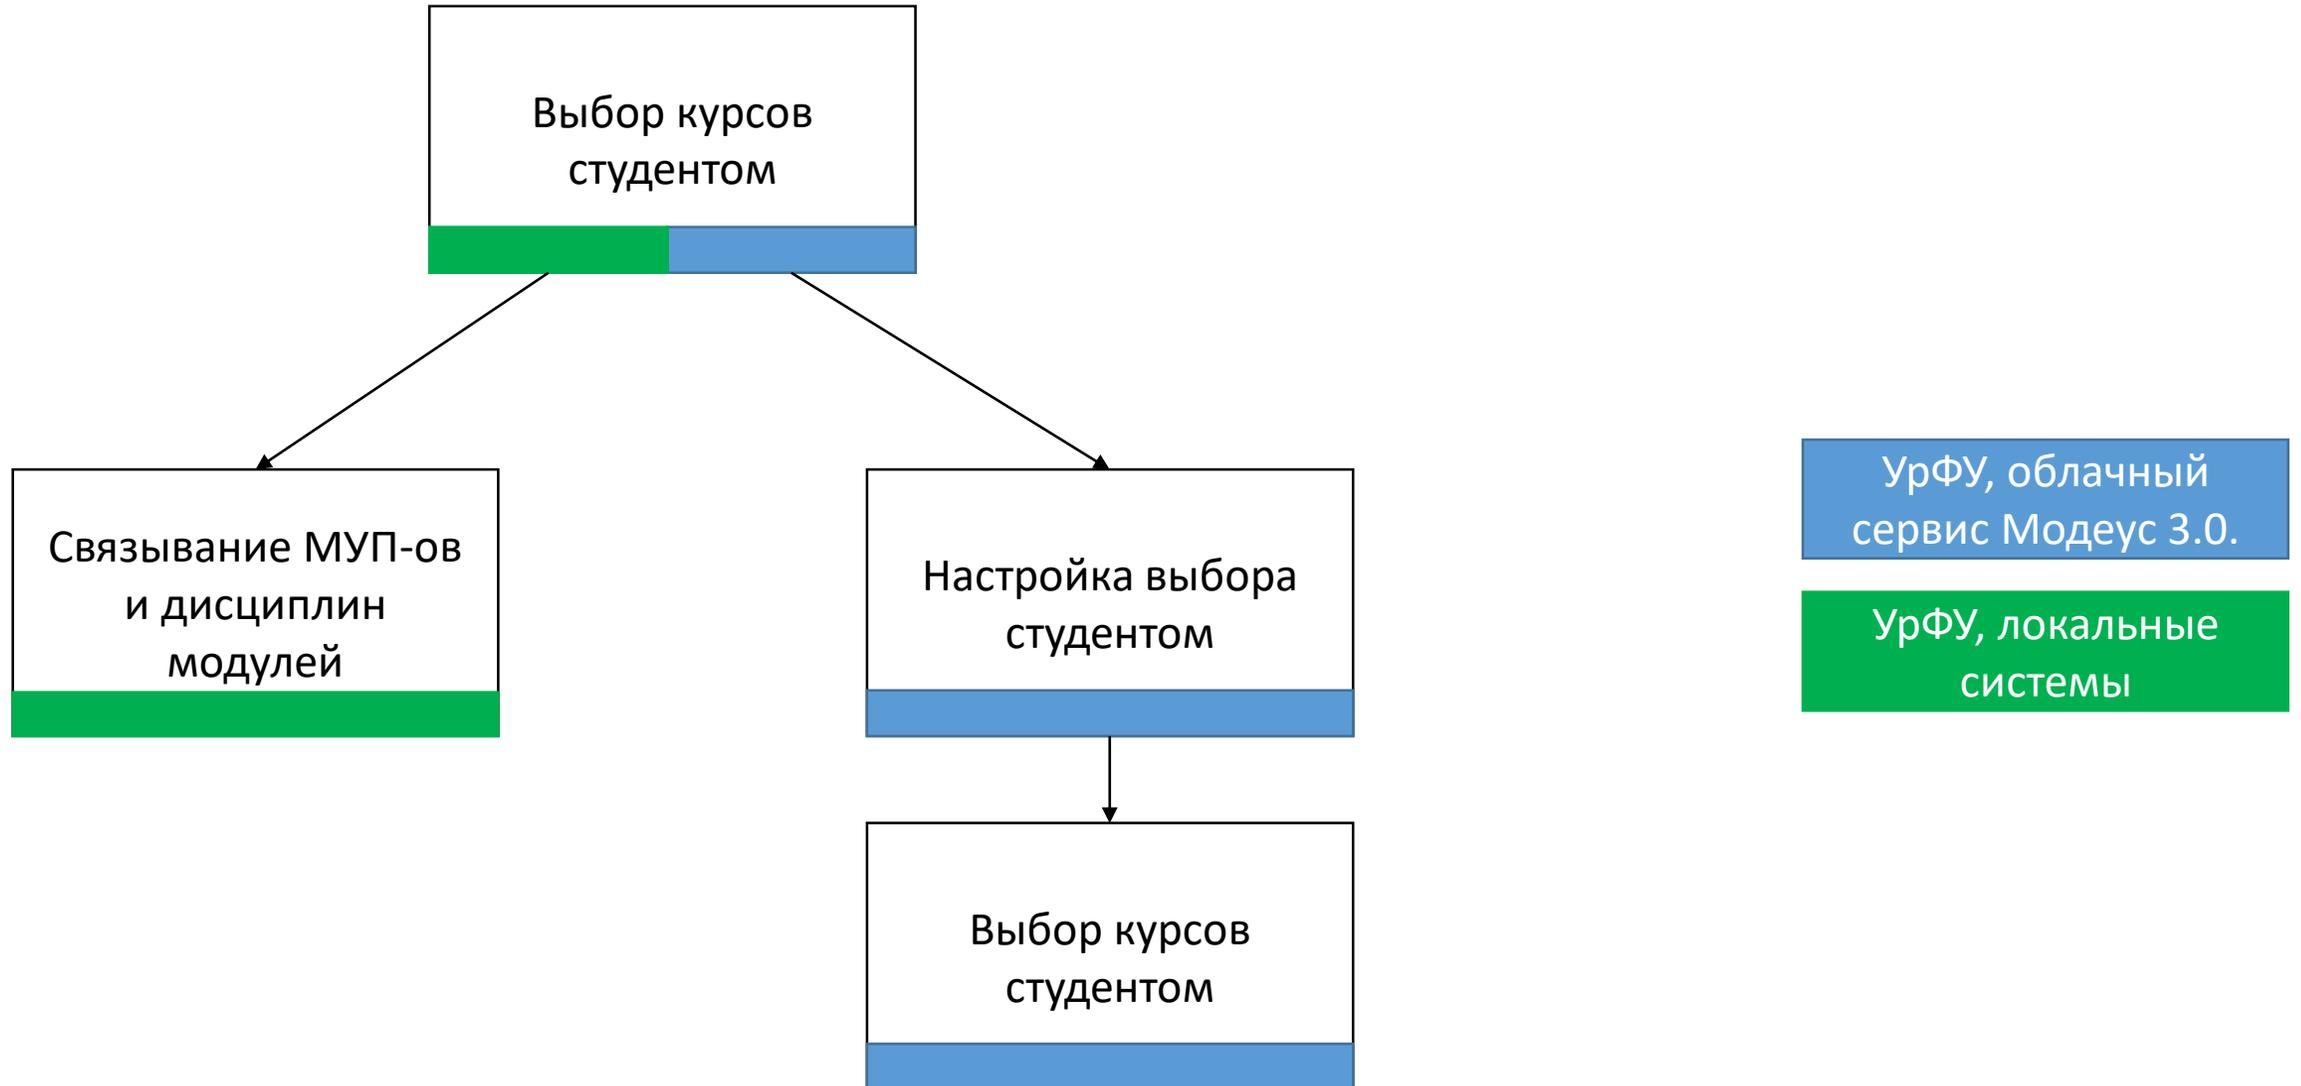 Выбор курсов
студентом
Связывание МУП-ов
и дисциплин
модулей
Настройка выбора
студентом
Выбор курсов
студентом
УрФУ, облачный
сервис Модеус 3.0.
УрФУ, локальные
системы